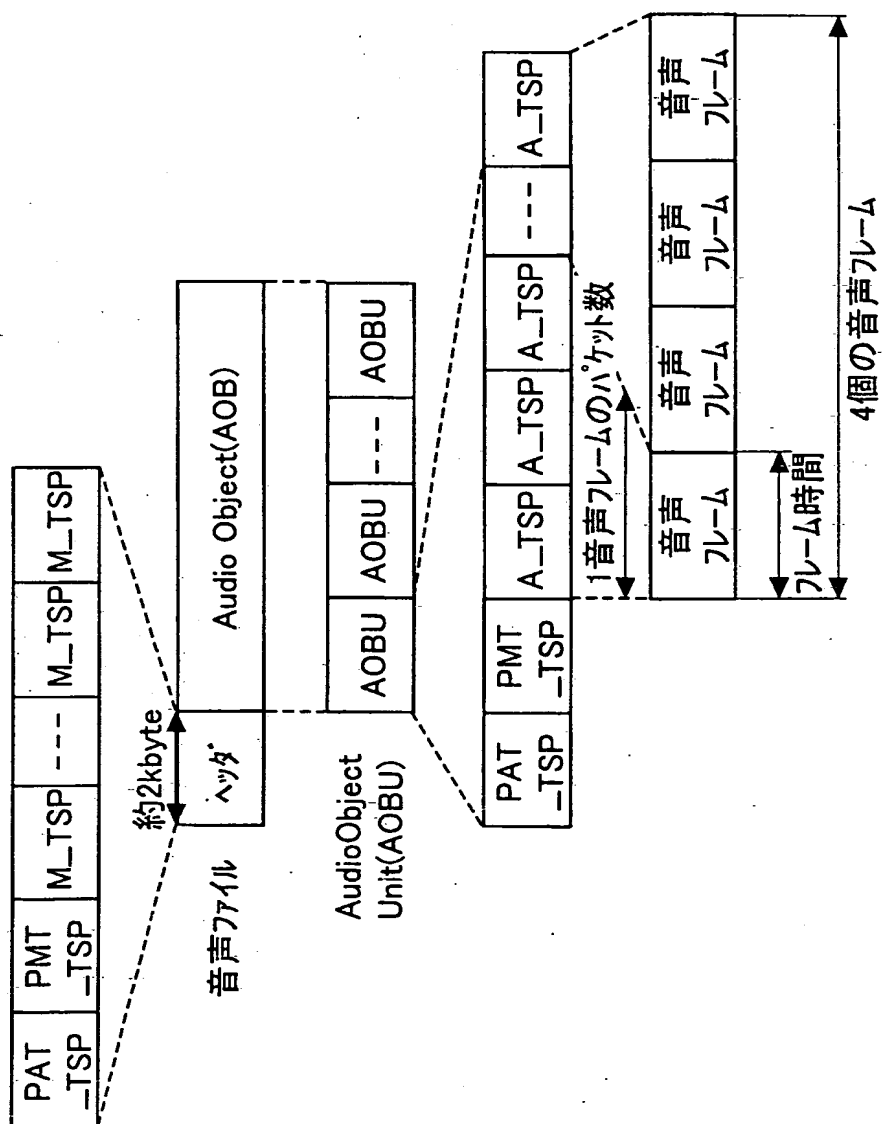 PAT
_TSP
PMT
_TSP
M_TSP
---
M_TSP
M_TSP
約2kbyte
音声ファイル
ヘッダ
Audio Object(AOB)
AudioObject
Unit(AOBU)
AOBU
AOBU
---
AOBU
PAT
_TSP
PMT
_TSP
A_TSP
A_TSP
A_TSP
---
A_TSP
1音声フレームのパケット数
音声
フレーム
音声
フレーム
音声
フレーム
音声
フレーム
フレーム時間
4個の音声フレーム